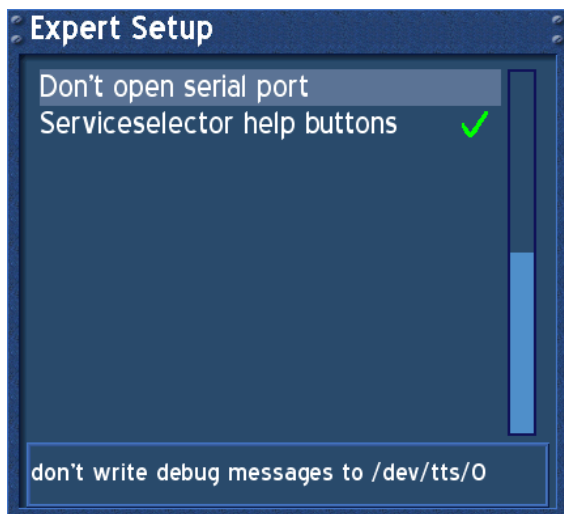 Expert Setup
Don't open serial port
Serviceselector help buttons
don't write debug messages to /dev/tts/0